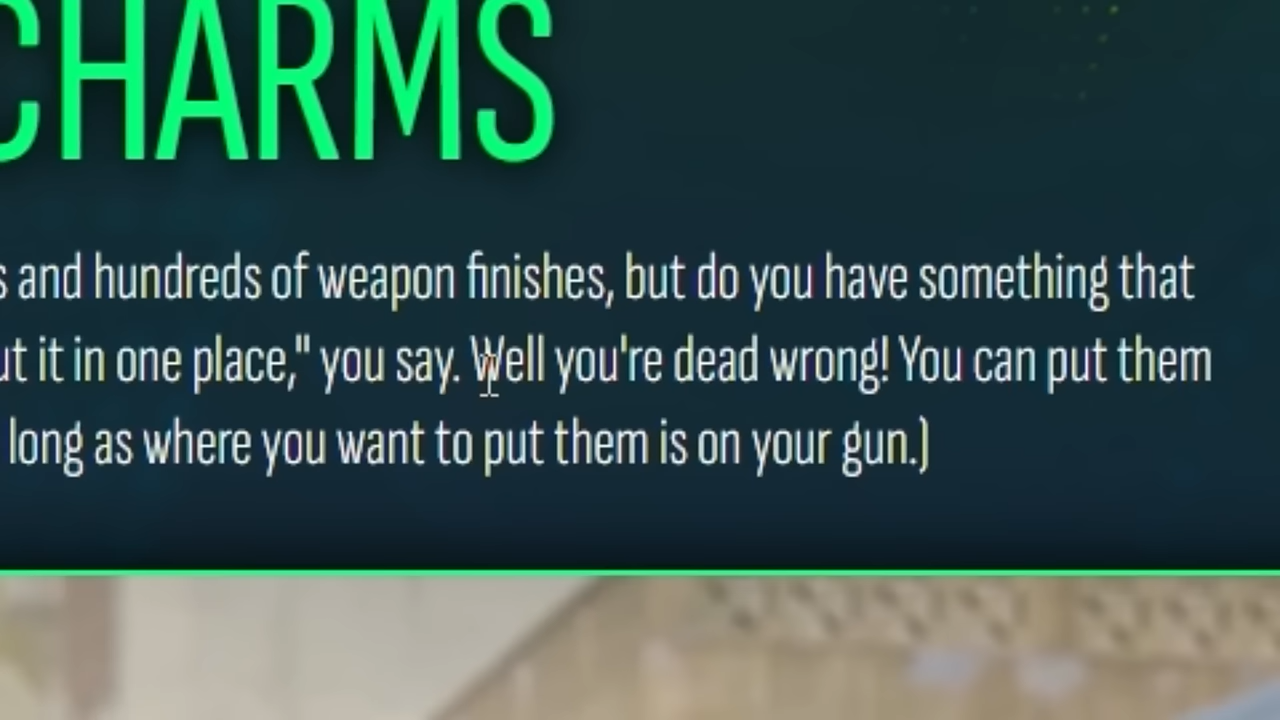 CHARMS
and hundreds of weapon finishes, but do you have something that
it in one place," you say. Well you're dead wrong! You can put them
long as where you want to put them is on your gun.)